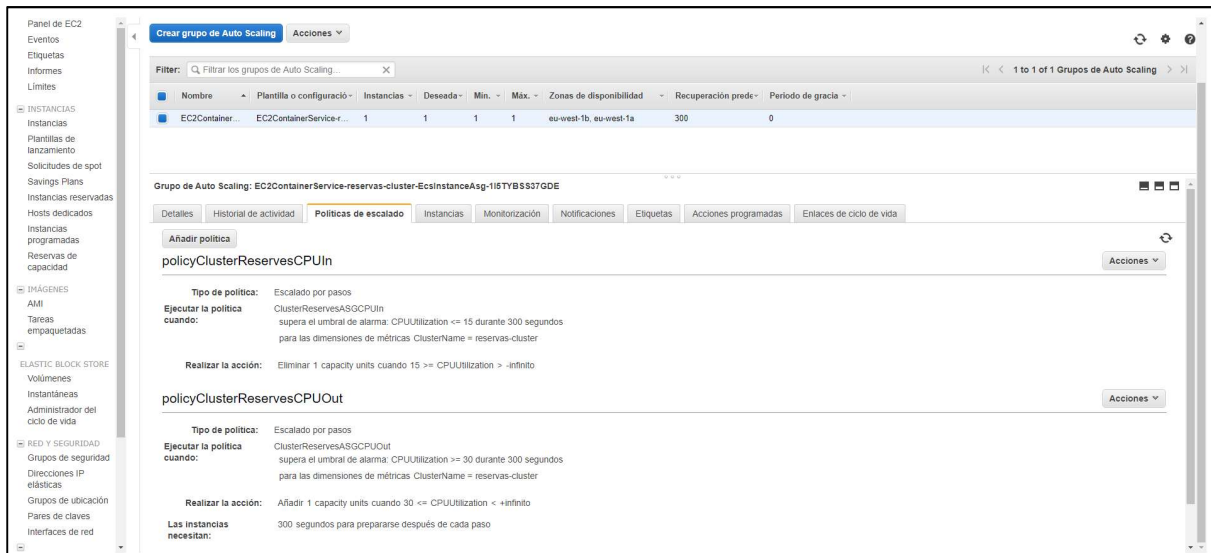 Panel de EC2
Eventos
Etiquetas
Informes
Límites
INSTANCIAS
Instancias
Plantillas de
lanzamiento
Solicitudes de spot
Savings Plans
Instancias reservadas
Hosts dedicados
Instancias
programadas
Reservas de
capacidad
IMÁGENES
AMI
Tareas
empaquetadas
ELASTIC BLOCK STORE
Volúmenes
Instantáneas
Administrador del
ciclo de vida
RED Y SEGURIDAD
Grupos de seguridad
Direcciones IP
elásticas
Grupos de ubicación
Pares de claves
Interfaces de red
Crear grupo de Auto Scaling Acciones
Filter: Filtrar los grupos de Auto Scaling... 1 to 1 of 1 Grupos de Auto Scaling
Nombre Plantilla o configuració Instancias Deseada Mín. Máx. Zonas de disponibilidad Recuperación prede Periodo de gracia
EC2Container... EC2ContainerService-r... 1 1 1 1 eu-west-1b, eu-west-1a 300 0
Grupo de Auto Scaling: EC2ContainerService-reservas-cluster-EcsInstanceAsg-1I5TYBSS37GDE
Detalles Historial de actividad Políticas de escalado Instancias Monitorización Notificaciones Etiquetas Acciones programadas Enlaces de ciclo de vida
Añadir política
policyClusterReservesCPUIn Acciones
Tipo de política: Escalado por pasos
Ejecutar la política ClusterReservesASGCPUIn
cuando: supera el umbral de alarma: CPUUtilization <= 15 durante 300 segundos
para las dimensiones de métricas ClusterName = reservas-cluster
Realizar la acción: Eliminar 1 capacity units cuando 15 >= CPUUtilization > -infinito
policyClusterReservesCPUOut Acciones
Tipo de política: Escalado por pasos
Ejecutar la política ClusterReservesASGCPUOut
cuando: supera el umbral de alarma: CPUUtilization >= 30 durante 300 segundos
para las dimensiones de métricas ClusterName = reservas-cluster
Realizar la acción: Añadir 1 capacity units cuando 30 <= CPUUtilization < +infinito
Las instancias 300 segundos para prepararse después de cada paso
necesitan: